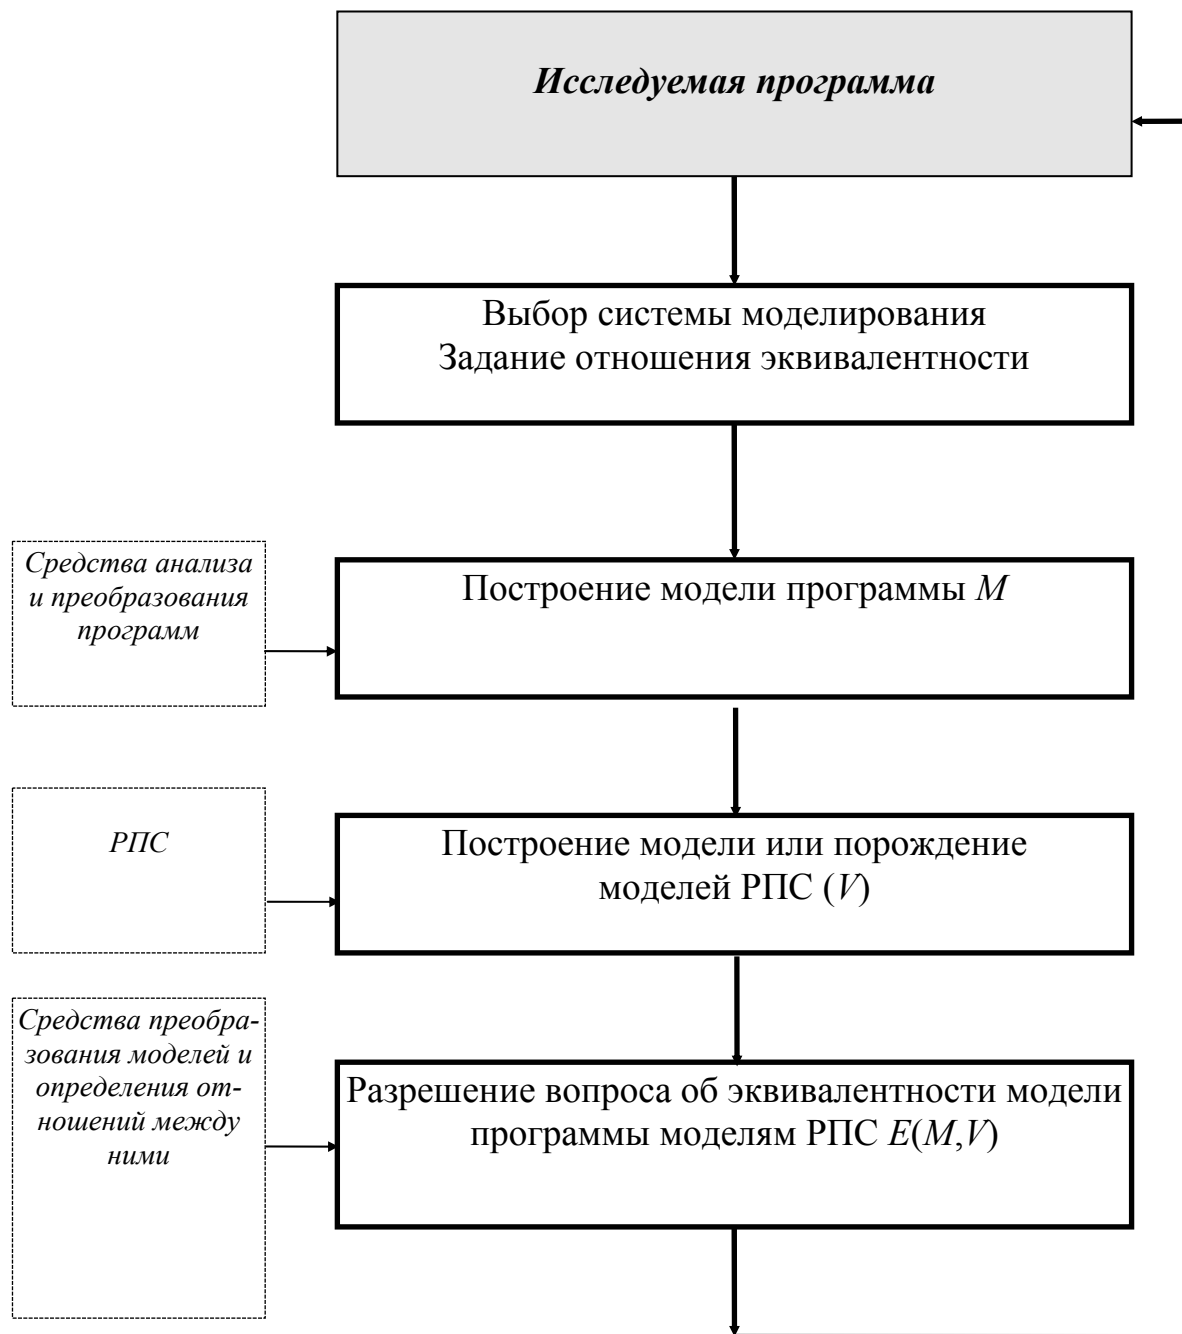 Исследуемая программа
Выбор системы моделирования
Задание отношения эквивалентности
Средства анализа
и преобразования
программ
Построение модели программы M
РПС
Построение модели или порождение
моделей РПС (V)
Средства преобра-
зования моделей и
определения от-
ношений между
ними
Разрешение вопроса об эквивалентности модели
программы моделям РПС E(M,V)